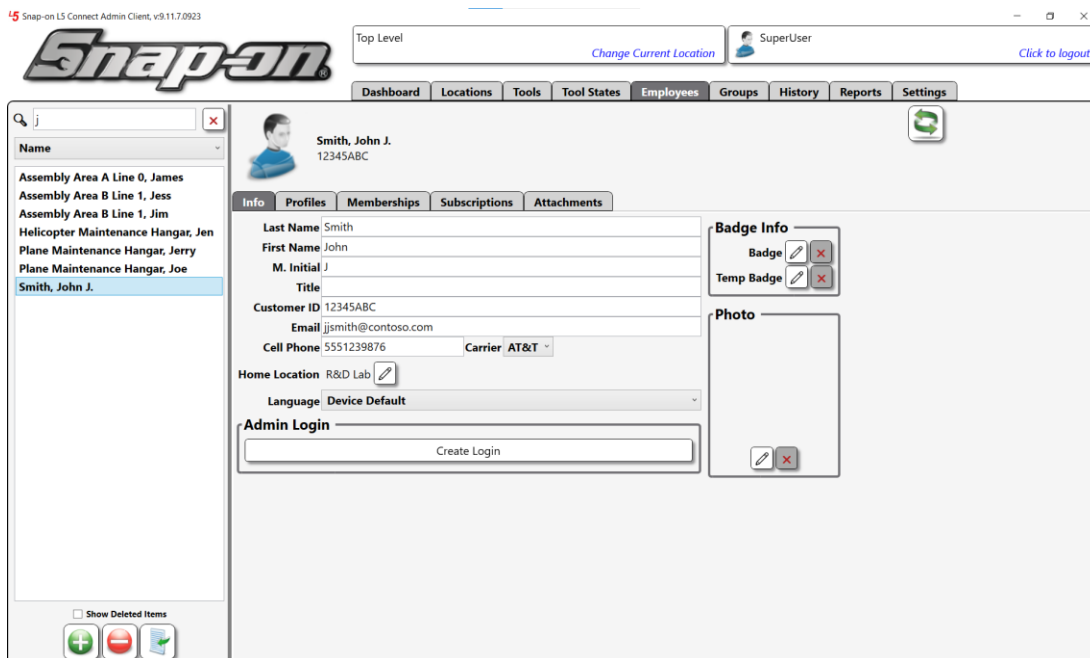 L5 Snap-on L5 Connect Admin Client, v:9.11.7.0923
Snap-on®
Top Level
Change Current Location
SuperUser
Click to logout
Dashboard Locations Tools Tool States Employees Groups History Reports Settings
j
Name
Assembly Area A Line 0, James
Assembly Area B Line 1, Jess
Assembly Area B Line 1, Jim
Helicopter Maintenance Hangar, Jen
Plane Maintenance Hangar, Jerry
Plane Maintenance Hangar, Joe
Smith, John J.
Show Deleted Items
Smith, John J.
12345ABC
Info Profiles Memberships Subscriptions Attachments
Last Name Smith
First Name John
M. Initial J
Title
Customer ID 12345ABC
Email jjsmith@contoso.com
Cell Phone 5551239876 Carrier AT&T
Home Location R&D Lab
Language Device Default
Admin Login
Create Login
Badge Info
Badge
Temp Badge
Photo